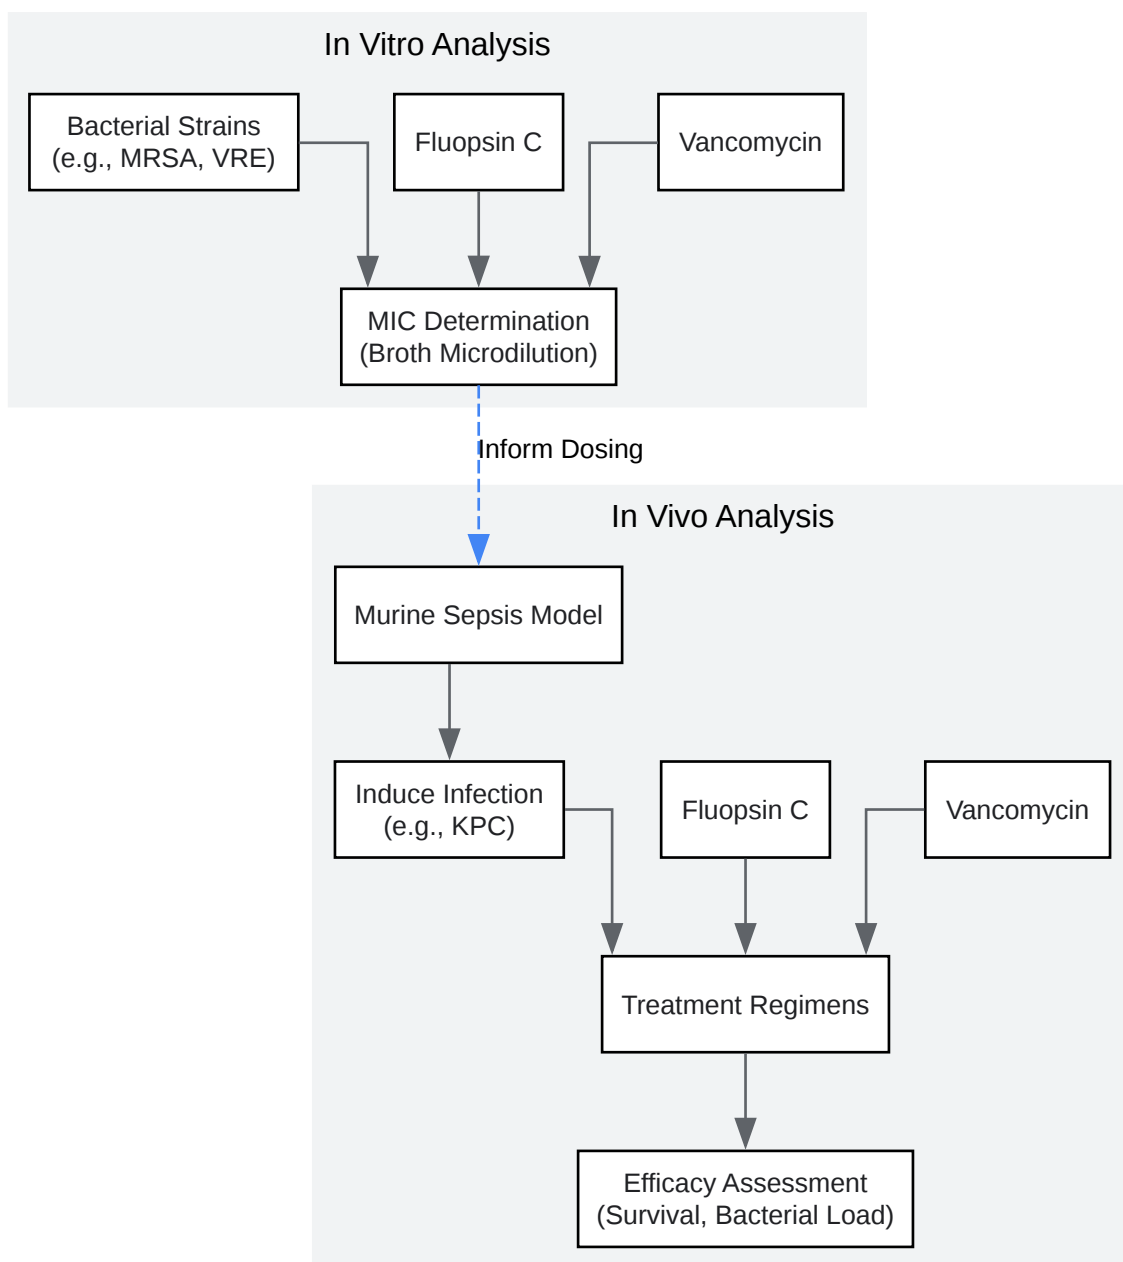 In Vitro Analysis
Bacterial Strains
(e.g., MRSA, VRE)
Fluopsin C
Vancomycin
MIC Determination
(Broth Microdilution)
Inform Dosing
In Vivo Analysis
Murine Sepsis Model
Induce Infection
(e.g., KPC)
Fluopsin C
Vancomycin
Treatment Regimens
Efficacy Assessment
(Survival, Bacterial Load)